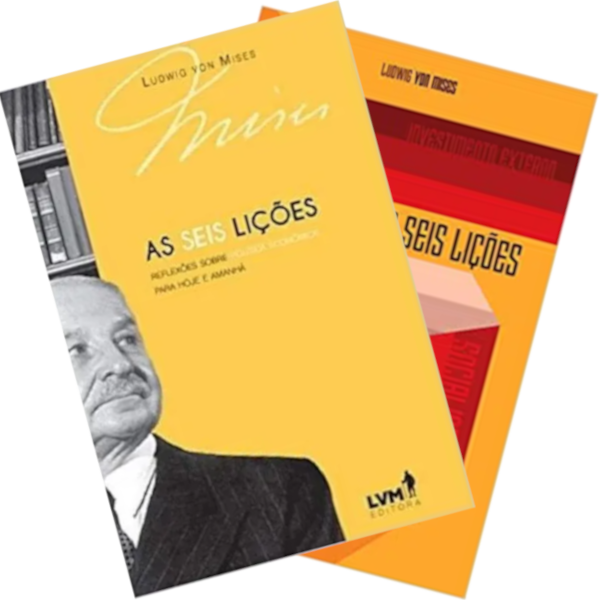 LUDWIG VON MISES
Mises
AS SEIS LIÇÕES
REFLEXÕES SOBRE POLÍTICA ECONÔMICA
PARA HOJE E AMANHÃ
LVM
EDITORA
LUDWIG VON MISES
INVESTIMENTO EXTERNO
SEIS LIÇÕES